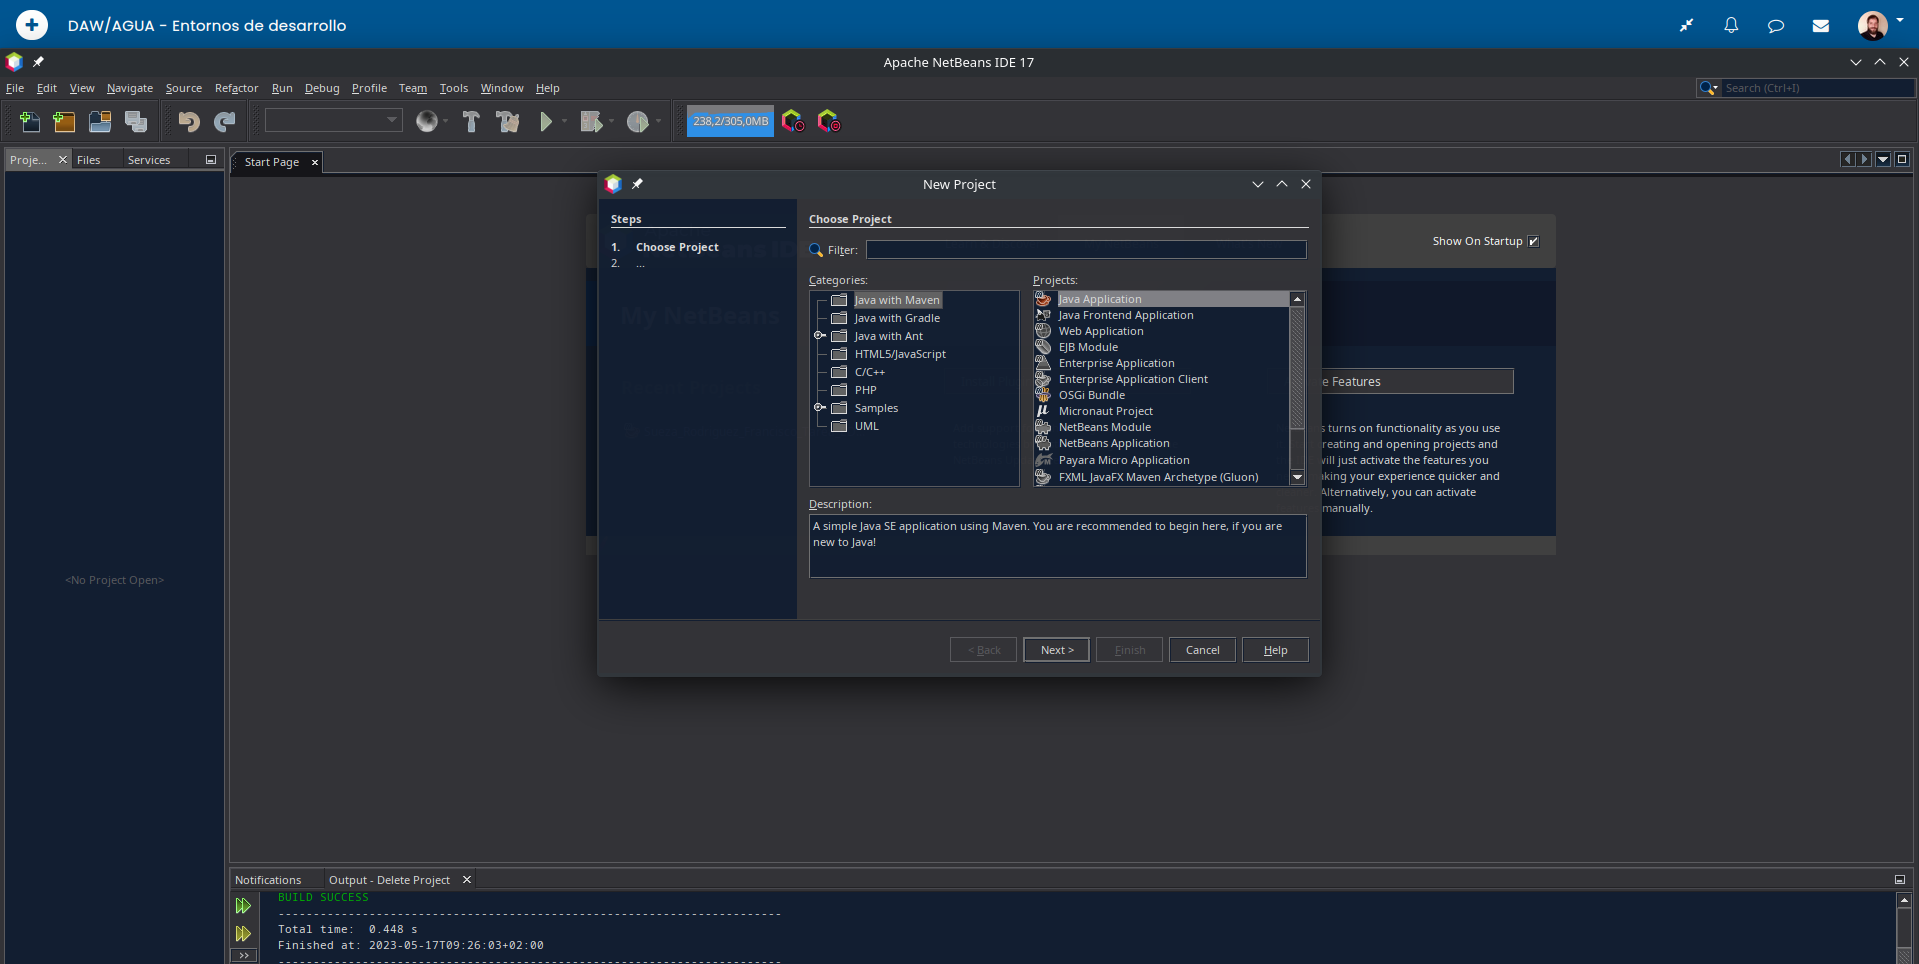 DAW/AGUA - Entornos de desarrollo
Apache NetBeans IDE 17
File Edit View Navigate Source Refactor Run Debug Profile Team Tools Window Help
Search (Ctrl+I)
238,2/305,0MB
Proje... Files Services
Start Page
<No Project Open>
New Project
Steps
1. Choose Project
2. ...
My NetBeans
Choose Project
Filter:
Categories:
Java with Maven
Java with Gradle
Java with Ant
HTML5/JavaScript
C/C++
PHP
Samples
UML
Projects:
Java Application
Java Frontend Application
Web Application
EJB Module
Enterprise Application
Enterprise Application Client
OSGi Bundle
Micronaut Project
NetBeans Module
NetBeans Application
Payara Micro Application
FXML JavaFX Maven Archetype (Gluon)
Description:
A simple Java SE application using Maven. You are recommended to begin here, if you are
new to Java!
< Back Next > Finish Cancel Help
Show On Startup
Features
turns on functionality as you use
reating and opening projects and
will just activate the features you
aking your experience quicker and
Alternatively, you can activate
manually.
Notifications Output - Delete Project
BUILD SUCCESS
------------------------------------------------------------------------
Total time:  0.448 s
Finished at: 2023-05-17T09:26:03+02:00
------------------------------------------------------------------------
>>